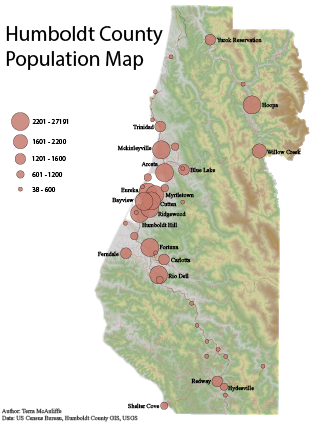 Humboldt County
Population Map
2201 - 27191
1601 - 2200
1201 - 1600
601 - 1200
38 - 600
Yurok Reservation
Hoopa
Trinidad
Mckinleyville
Willow Creek
Arcata
Blue Lake
Eureka
Myrtletown
Bayview
Cutten
Ridgewood
Humboldt Hill
Fortuna
Ferndale
Carlotta
Rio Dell
Redway
Hydesville
Shelter Cove
Author: Terra McAuliffe
Data: US Census Bureau, Humboldt County GIS, USGS